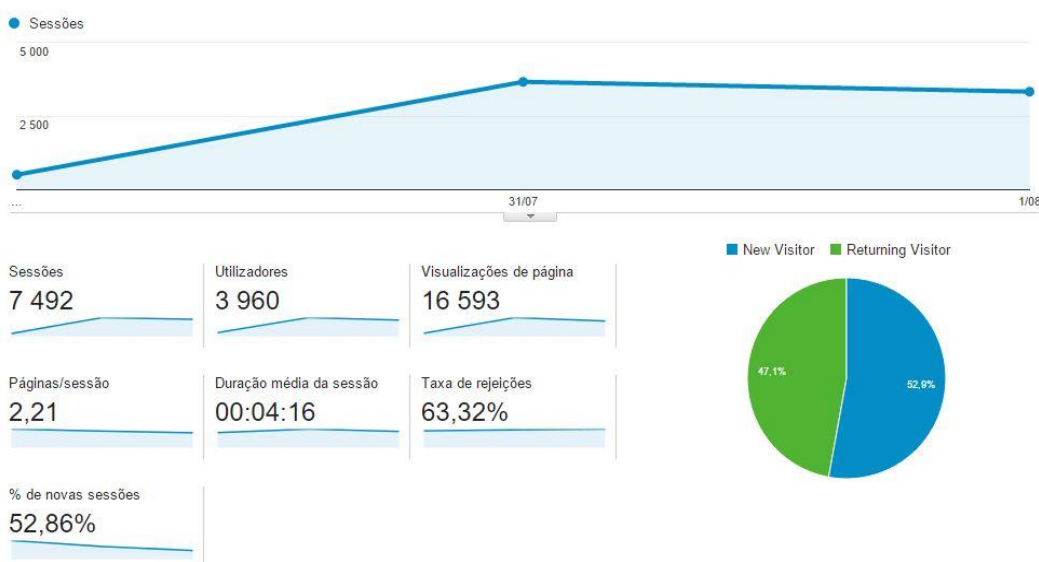 Sessões
5 000
2 500
...
31/07
1/08
New Visitor
Returning Visitor
Sessões
7 492
Utilizadores
3 960
Visualizações de página
16 593
Páginas/sessão
2,21
Duração média da sessão
00:04:16
Taxa de rejeições
63,32%
% de novas sessões
52,86%
47,1%
52,9%